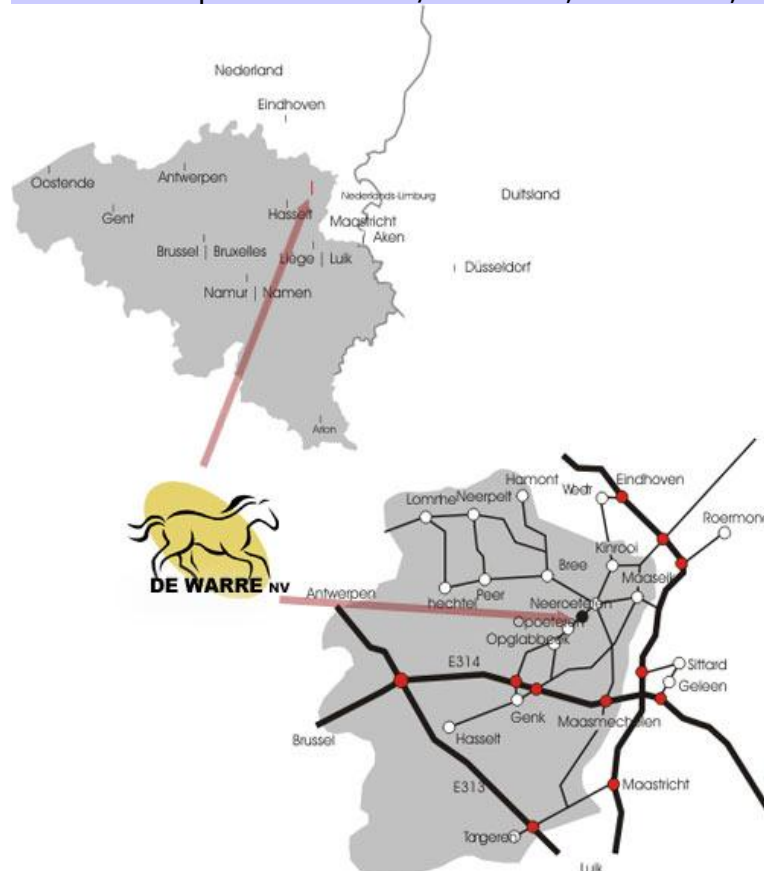 Nederland
Eindhoven
Oostende
Antwerpen
Gent
Hasselt
Nederlands-Limburg
Duitsland
Maastricht
Aken
Brussel | Bruxelles
Liege | Luik
Düsseldorf
Namur | Namen
Arlon
DE WARRE NV
Hamont
Eindhoven
Neerpelt
Roermond
Kinrooi
Bree
Maaseik
hechtel
Peer
Antwerpen
Neeroeteren
Opoeteren
Opglabbeek
E314
Sittard
Geleen
Genk
Maasmechelen
Brussel
Hasselt
E313
Maastricht
Luik